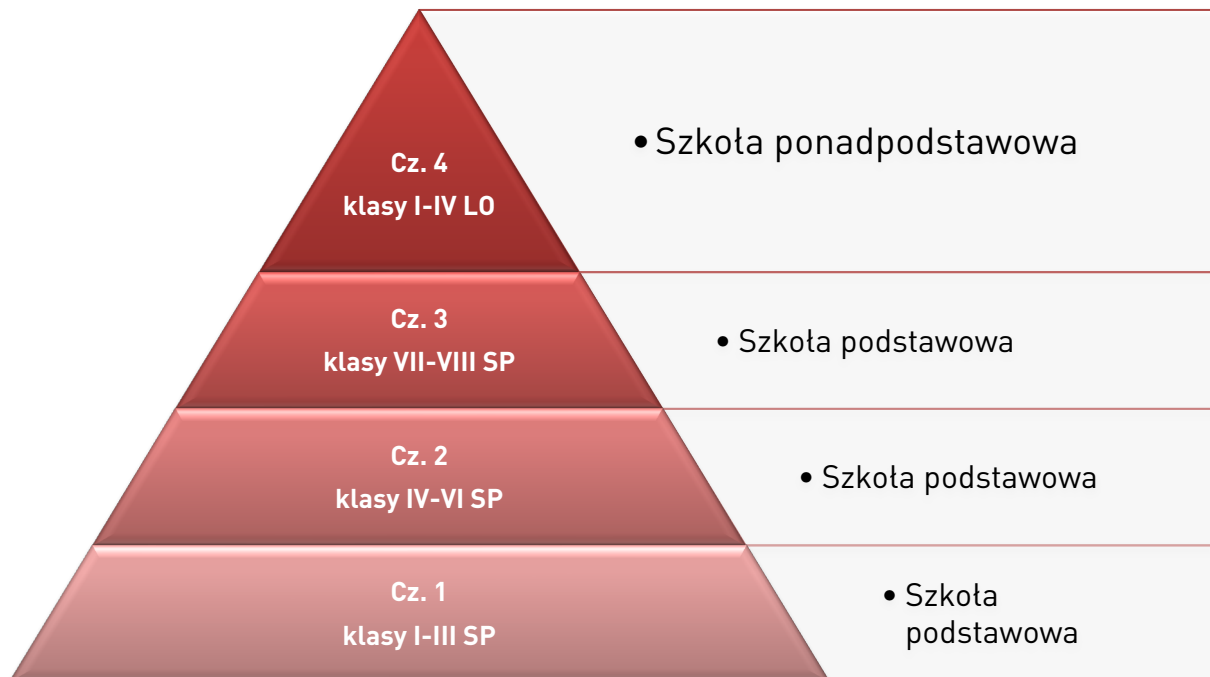 Cz. 4
klasy I-IV LO
• Szkoła ponadpodstawowa
Cz. 3
klasy VII-VIII SP
• Szkoła podstawowa
Cz. 2
klasy IV-VI SP
• Szkoła podstawowa
Cz. 1
klasy I-III SP
• Szkoła
podstawowa